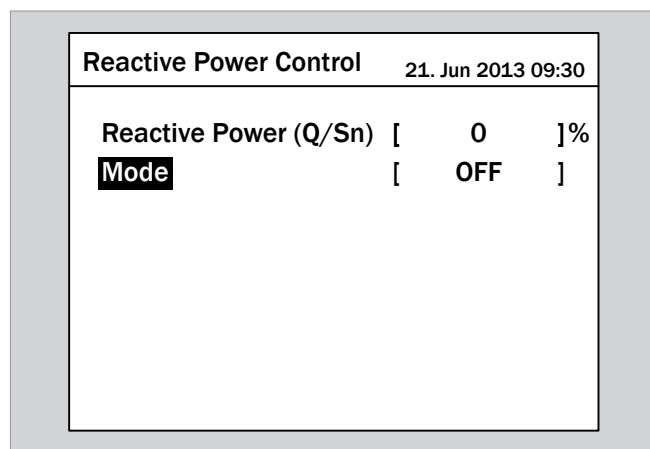 Reactive Power Control 21. Jun 2013 09:30
Reactive Power (Q/Sn) [ 0 ]%
Mode [ OFF ]